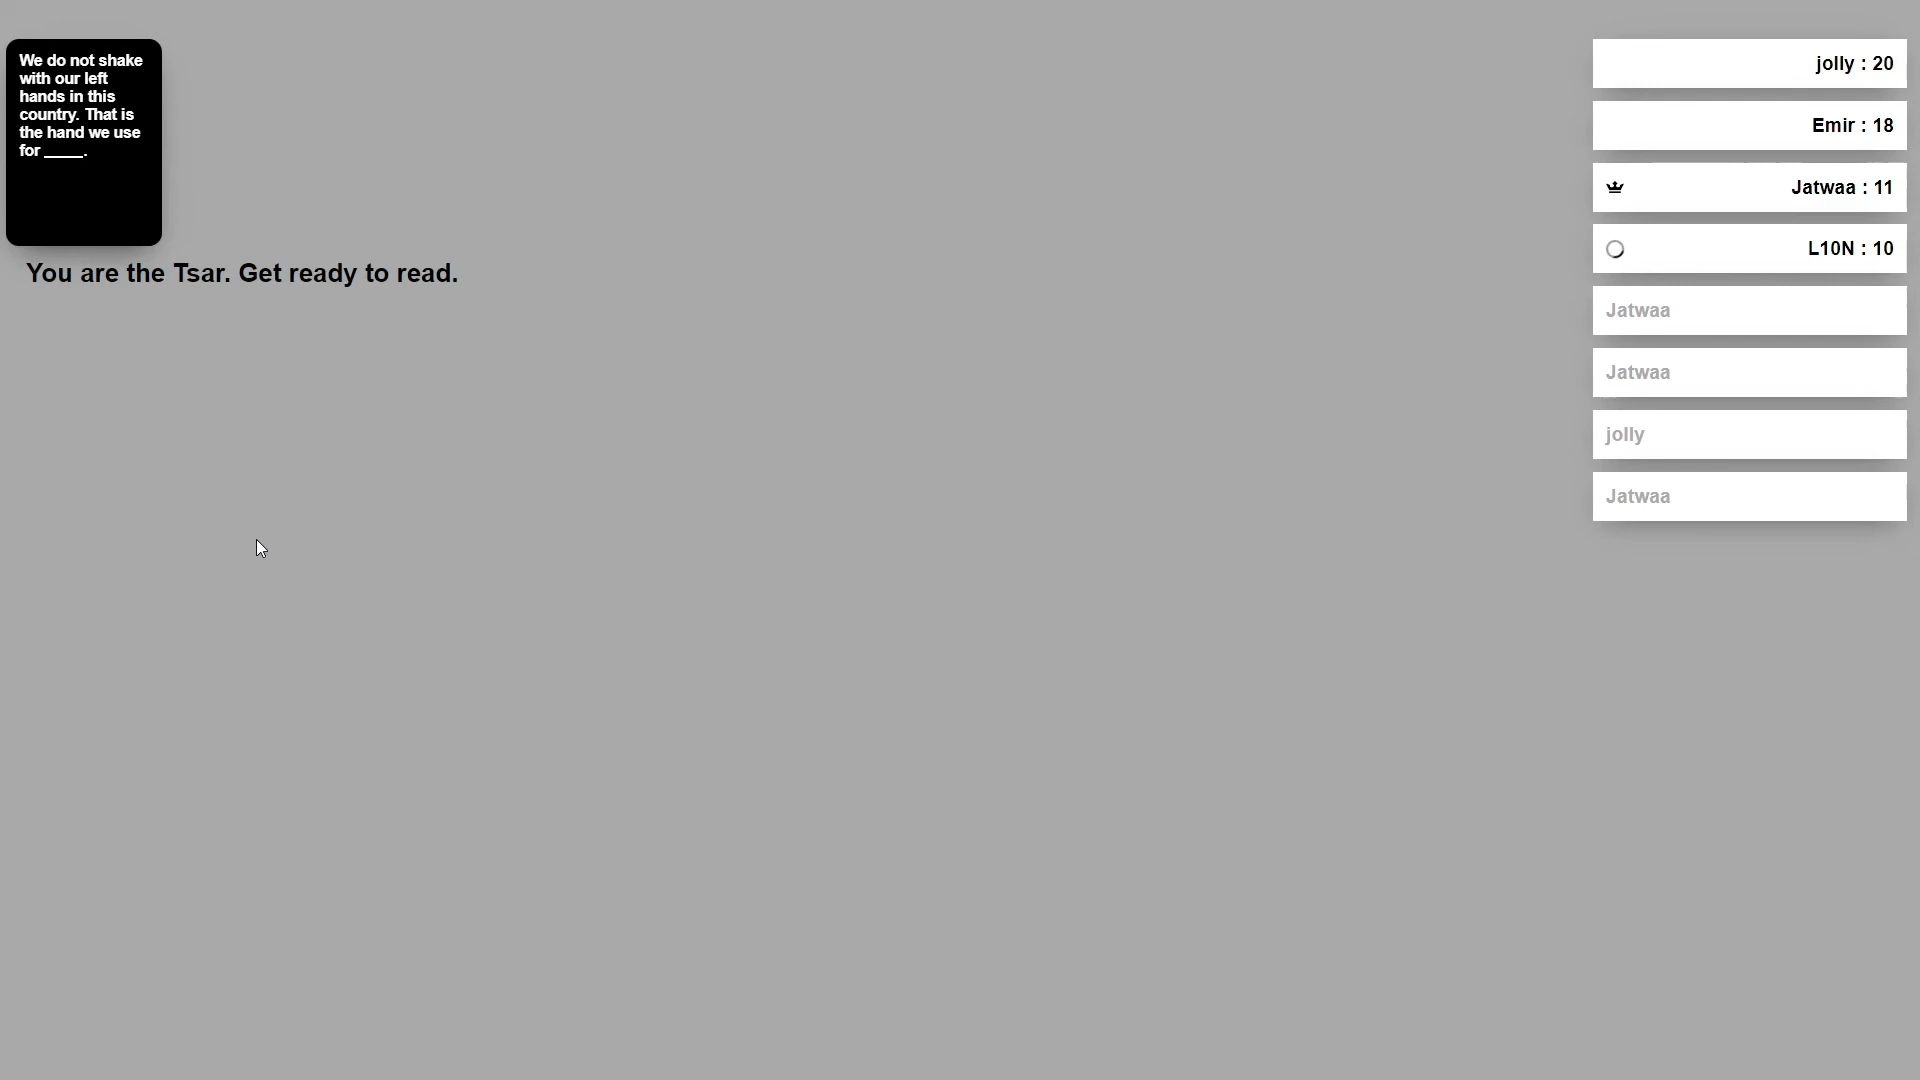 We do not shake
with our left
hands in this
country. That is
the hand we use
for _____.
You are the Tsar. Get ready to read.
jolly : 20
Emir : 18
Jatwaa : 11
L10N : 10
Jatwaa
Jatwaa
jolly
Jatwaa